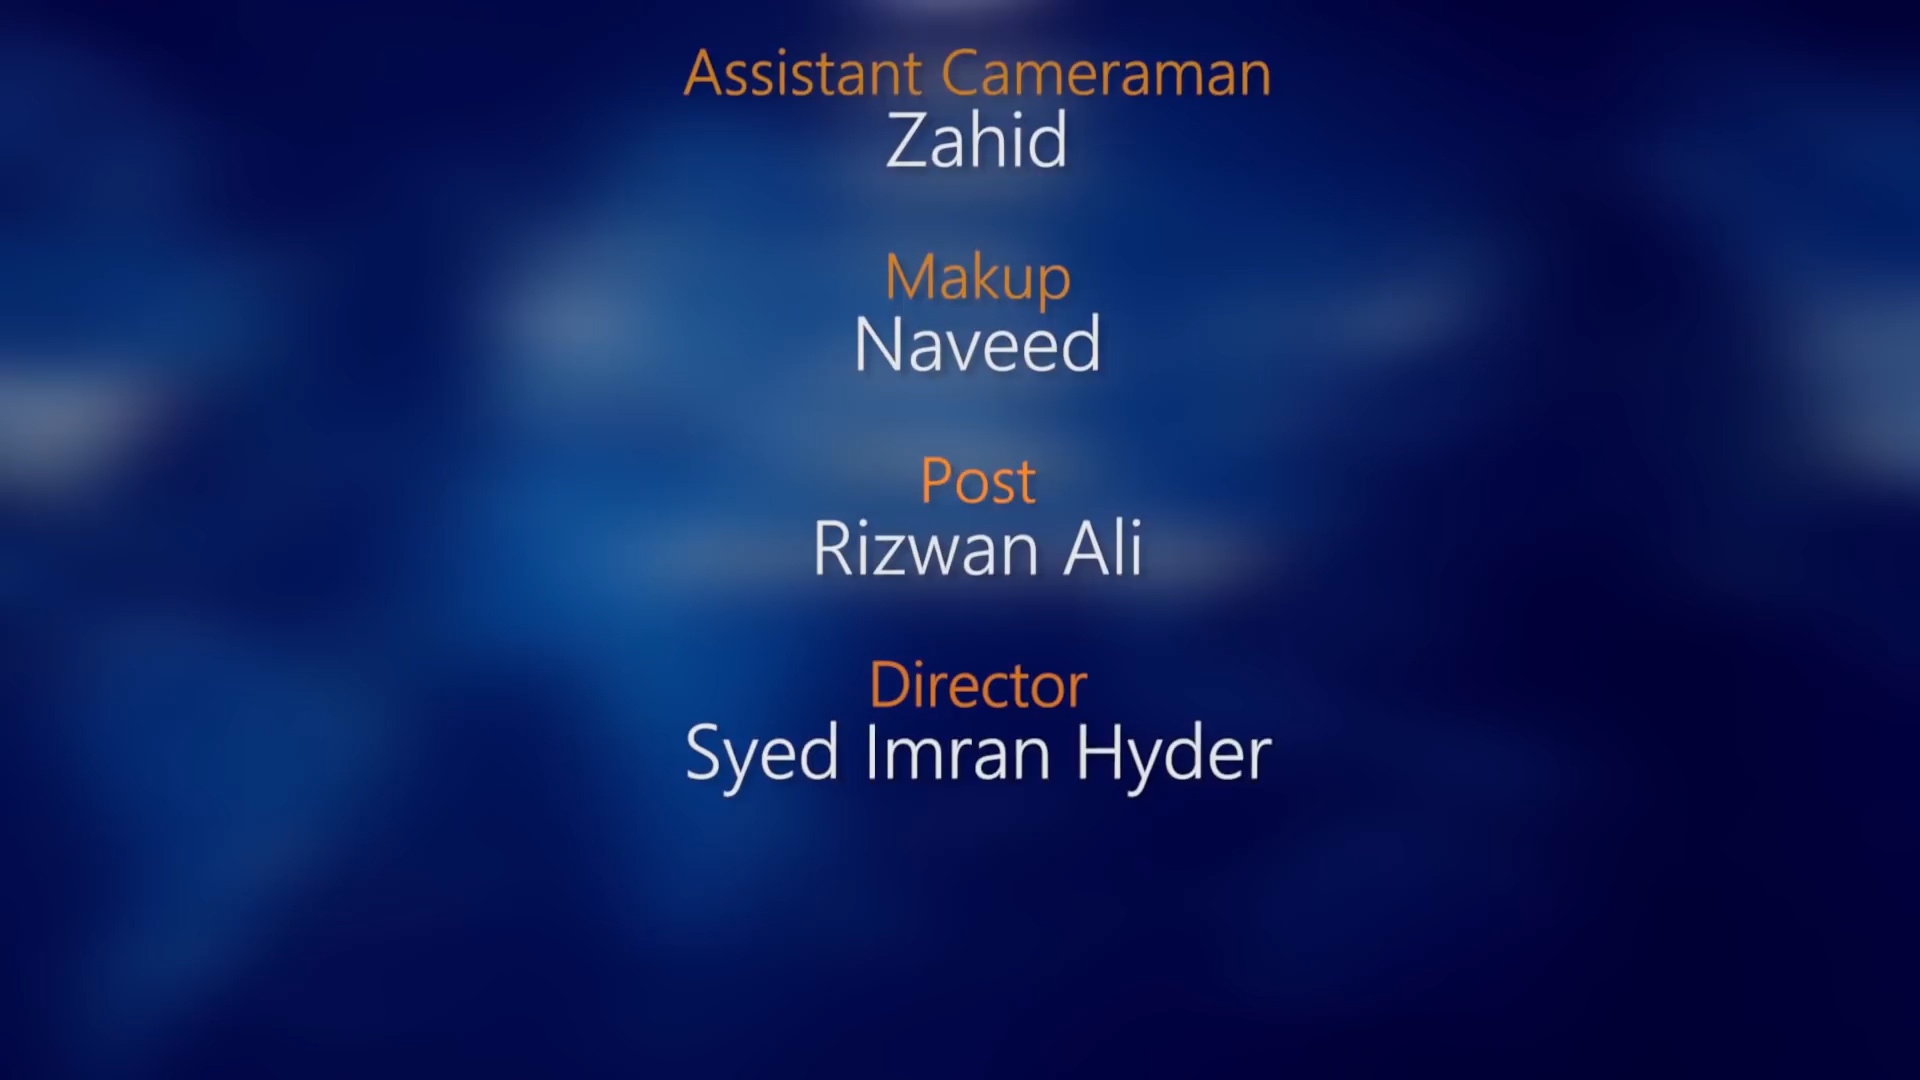 Assistant Cameraman
Zahid
Makup
Naveed
Post
Rizwan Ali
Director
Syed Imran Hyder